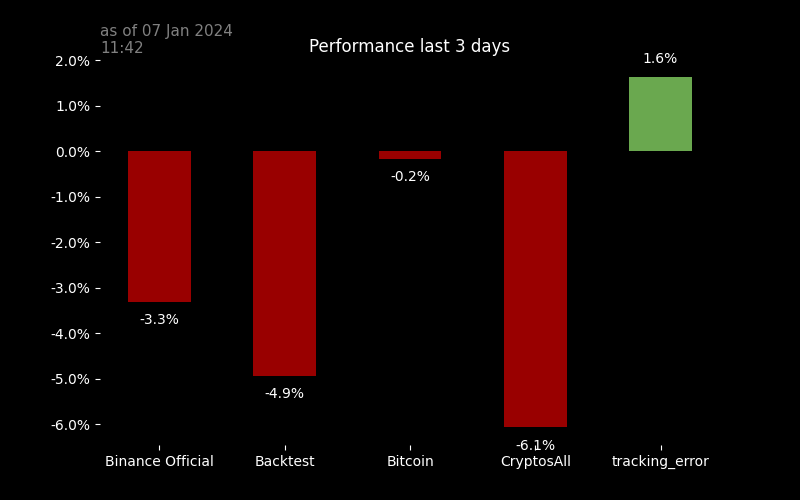 as of 07 Jan 2024
11:42
Performance last 3 days
2.0%
1.0%
0.0%
-1.0%
-2.0%
-3.0%
-4.0%
-5.0%
-6.0%
-3.3%
-4.9%
-0.2%
-6.1%
1.6%
Binance Official
Backtest
Bitcoin
CryptosAll
tracking_error